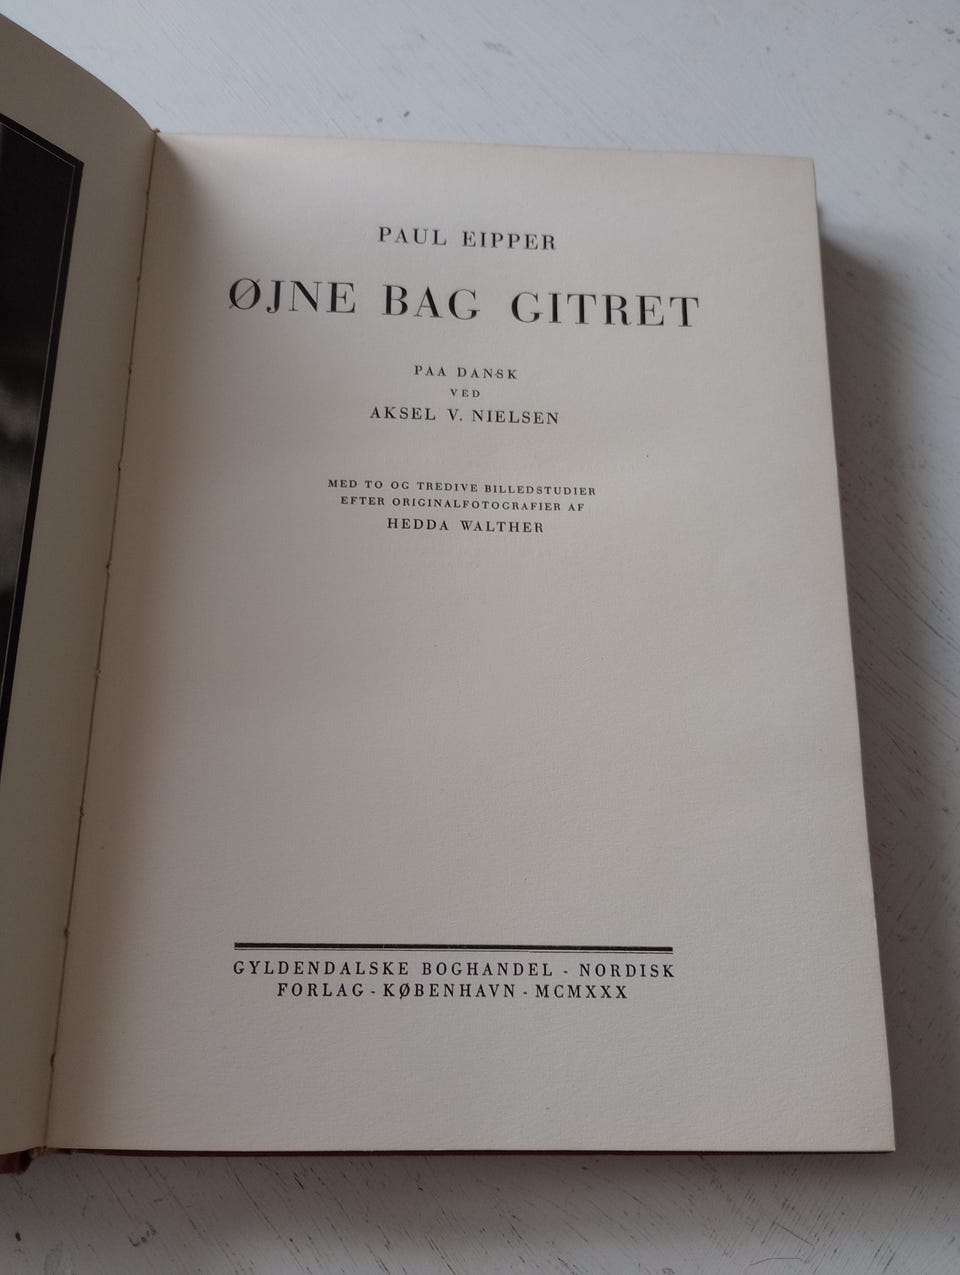 PAUL EIPPER
ØJNE BAG GITRET
PAA DANSK
VED
AKSEL V. NIELSEN
MED TO OG TREDIVE BILLEDSTUDIER
EFTER ORIGINALFOTOGRAFIER AF
HEDDA WALTHER
GYLDENDALSKE BOGHANDEL - NORDISK
FORLAG - KØBENHAVN - MCMXXX